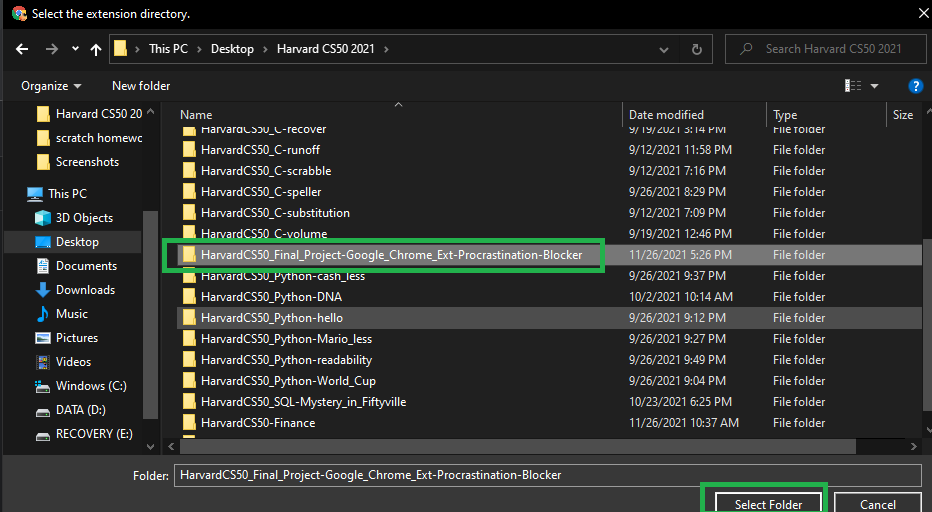 Select the extension directory.
This PC > Desktop > Harvard CS50 2021 >
Search Harvard CS50 2021
Organize New folder
Name Date modified Type Size
Harvard CS50 20
scratch homewc
Screenshots
This PC
3D Objects
Desktop
Documents
Downloads
Music
Pictures
Videos
Windows (C:)
DATA (D:)
RECOVERY (E:)
HarvardCS50_C-recover 9/19/2021 3:14 PM File folder
HarvardCS50_C-runoff 9/12/2021 11:58 PM File folder
HarvardCS50_C-scrabble 9/12/2021 7:16 PM File folder
HarvardCS50_C-speller 9/26/2021 8:29 PM File folder
HarvardCS50_C-substitution 9/12/2021 7:09 PM File folder
HarvardCS50_C-volume 9/19/2021 12:46 PM File folder
HarvardCS50_Final_Project-Google_Chrome_Ext-Procrastination-Blocker 11/26/2021 5:26 PM File folder
HarvardCS50_Python-cash_less 9/26/2021 9:37 PM File folder
HarvardCS50_Python-DNA 10/2/2021 10:14 AM File folder
HarvardCS50_Python-hello 9/26/2021 9:12 PM File folder
HarvardCS50_Python-Mario_less 9/26/2021 9:27 PM File folder
HarvardCS50_Python-readability 9/26/2021 9:49 PM File folder
HarvardCS50_Python-World_Cup 9/26/2021 9:04 PM File folder
HarvardCS50_SQL-Mystery_in_Fiftyville 10/23/2021 6:25 PM File folder
HarvardCS50-Finance 11/26/2021 10:37 AM File folder
Folder: HarvardCS50_Final_Project-Google_Chrome_Ext-Procrastination-Blocker
Select Folder Cancel